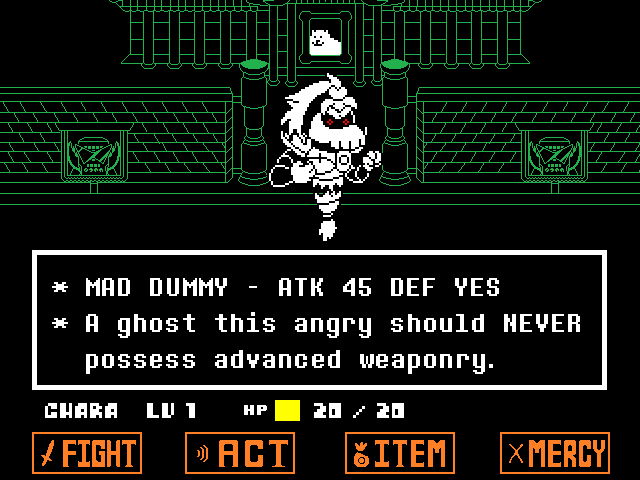 * MAD DUMMY - ATK 45 DEF YES
* A ghost this angry should NEVER
possess advanced weaponry.
CHARA LV 1 HP 20 / 20
FIGHT ACT ITEM MERCY